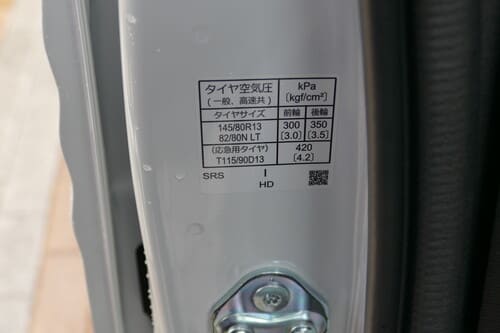 タイヤ空気圧 kPa
(一般、高速共) [kgf/cm²]
タイヤサイズ 前輪 後輪
145/80R13 300 350
82/80N LT [3.0] [3.5]
(応急用タイヤ) 420
T115/90D13 [4.2]
SRS I
HD